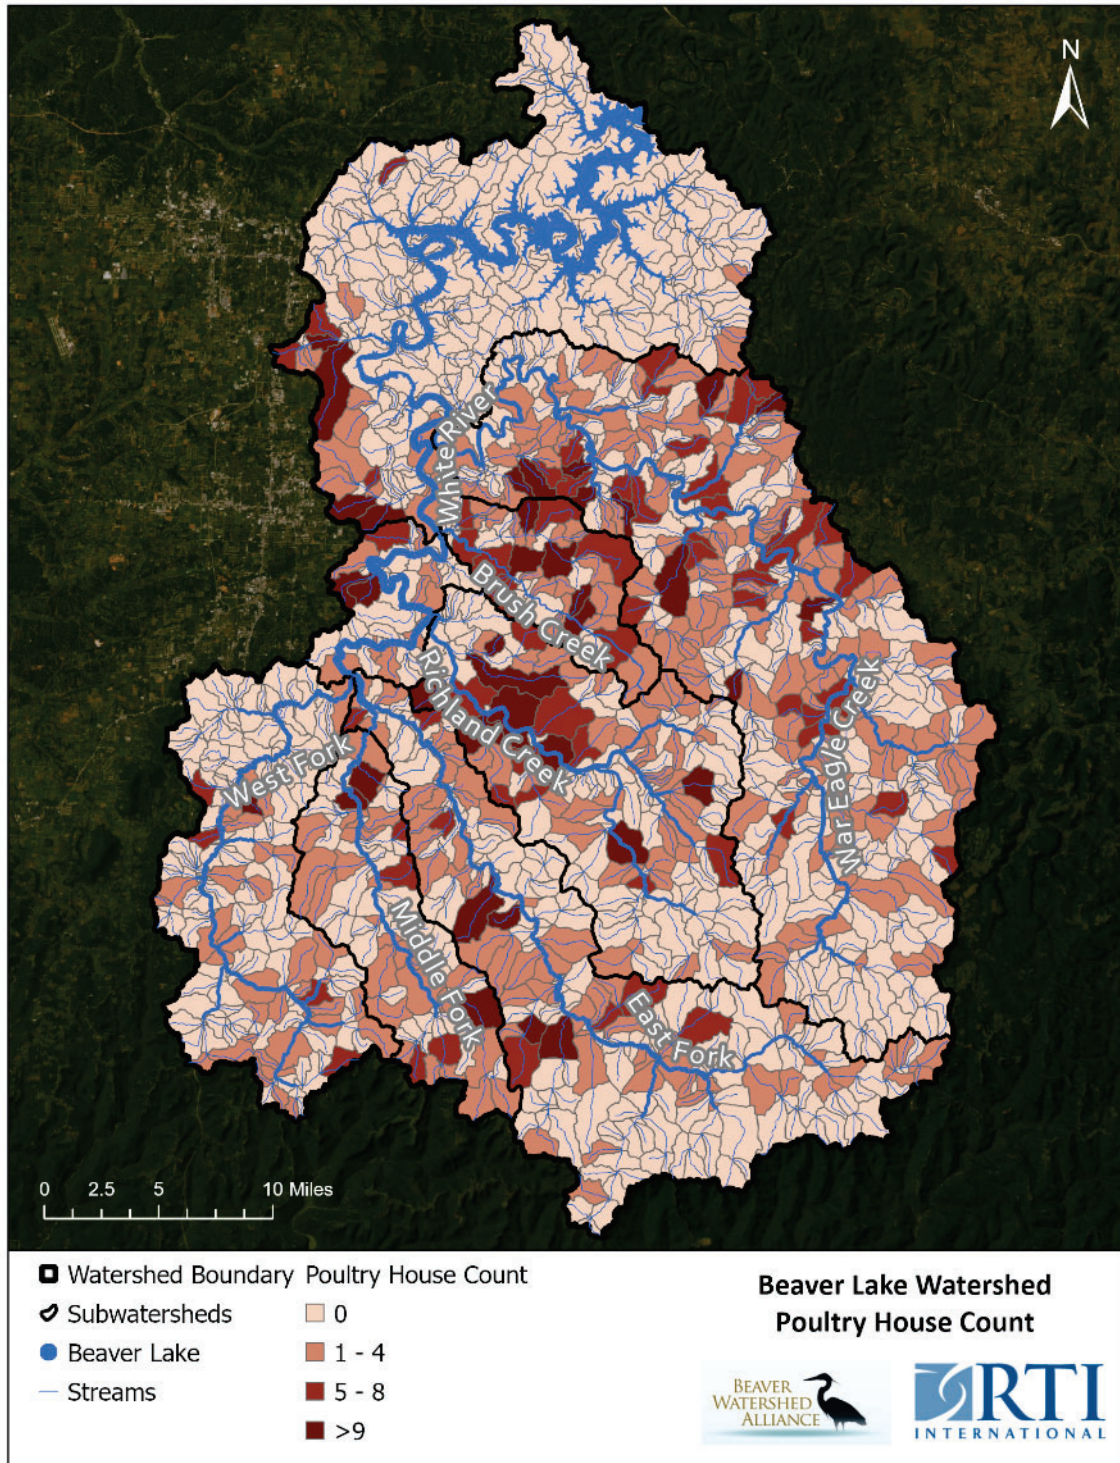 N
White River
Brush Creek
Richland Creek
West Fork
War Eagle Creek
Middle Fork
East Fork
0 2.5 5 10 Miles
Watershed Boundary
Subwatersheds
Beaver Lake
Streams
Poultry House Count
0
1 - 4
5 - 8
>9
Beaver Lake Watershed
Poultry House Count
BEAVER
WATERSHED
ALLIANCE
RTI
INTERNATIONAL